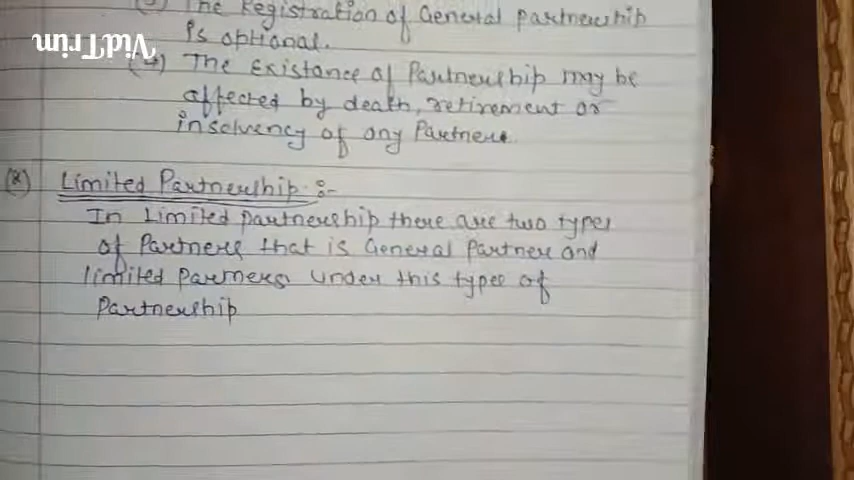 (3) The Registration of General partnership
is optional.
VidTrim
(4) The Existance of Partnership may be
affected by death, retirement or
insolvency of any Partner.
Limited Partnership :-
In Limited partnership there are two types
of Partners that is General Partner and
limited Partners. Under this types of
Partnership